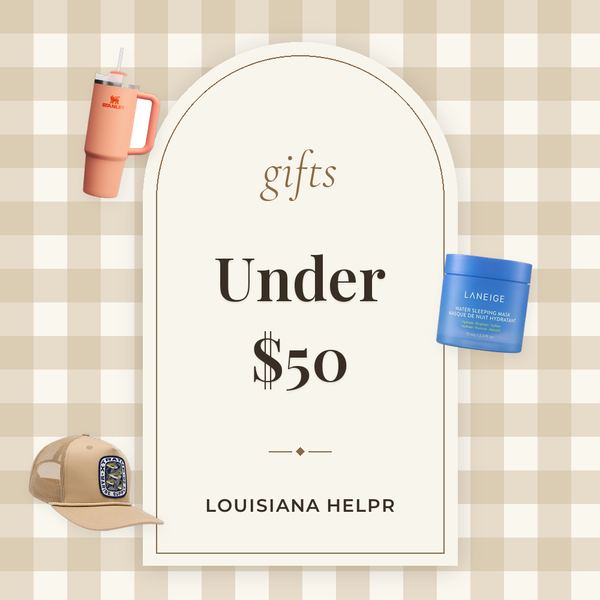 STANLEY
gifts
Under
$50
LANEIGE
WATER SLEEPING MASK
MASQUE DE NUIT HYDRATANT
LOUISIANA HELPR